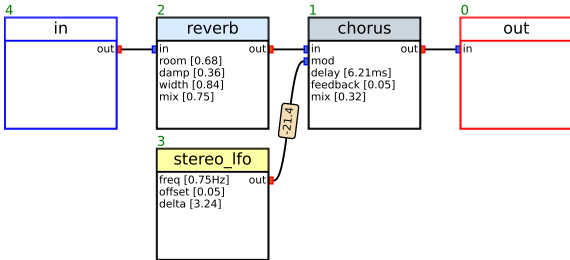 4
in
out
2
reverb
in
out
room [0.68]
damp [0.36]
width [0.84]
mix [0.75]
1
chorus
in
out
mod
delay [6.21ms]
feedback [0.05]
mix [0.32]
0
out
in
-21.4
3
stereo_lfo
freq [0.75Hz]
out
offset [0.05]
delta [3.24]